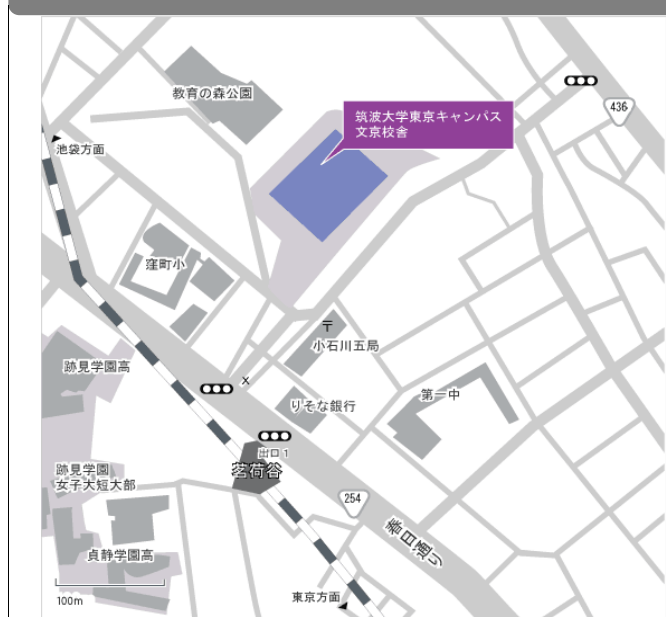 436
教育の森公園
筑波大学東京キャンパス
文京校舎
池袋方面
窪町小
〒
小石川五局
跡見学園高
X
りそな銀行
第一中
出口1
茗荷谷
跡見学園
女子大短大部
254
春日通り
貞静学園高
100m
東京方面